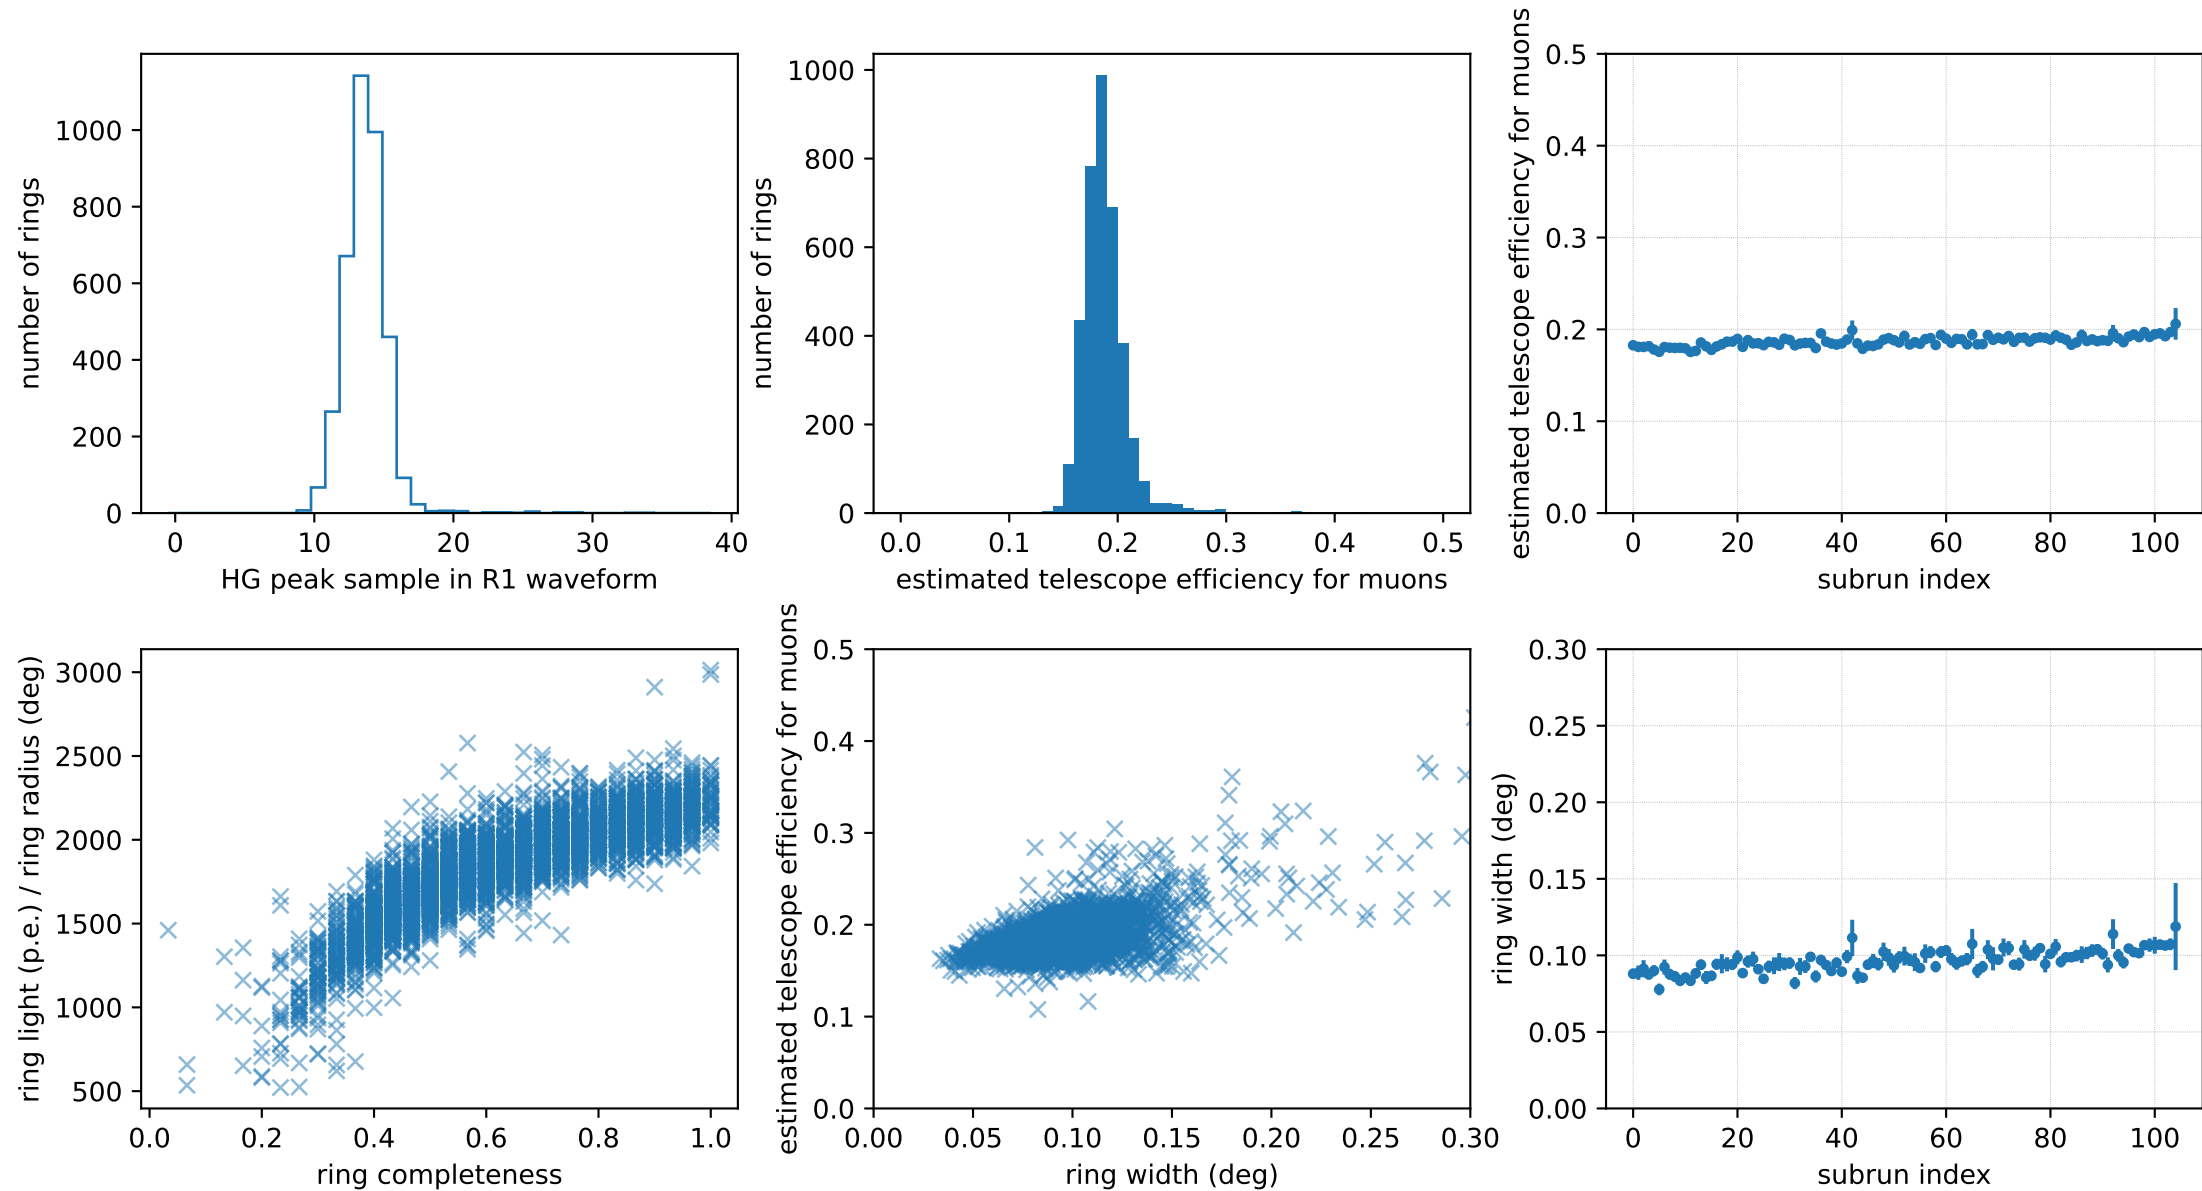 number of rings
1000
800
600
400
200
0
0 10 20 30 40
HG peak sample in R1 waveform
number of rings
1000
800
600
400
200
0
0.0 0.1 0.2 0.3 0.4 0.5
estimated telescope efficiency for muons
estimated telescope efficiency for muons
0.5
0.4
0.3
0.2
0.1
0.0
0 20 40 60 80 100
subrun index
ring light (p.e.) / ring radius (deg)
3000
2500
2000
1500
1000
500
0.0 0.2 0.4 0.6 0.8 1.0
ring completeness
estimated telescope efficiency for muons
0.5
0.4
0.3
0.2
0.1
0.0
0.00 0.05 0.10 0.15 0.20 0.25 0.30
ring width (deg)
ring width (deg)
0.30
0.25
0.20
0.15
0.10
0.05
0.00
0 20 40 60 80 100
subrun index